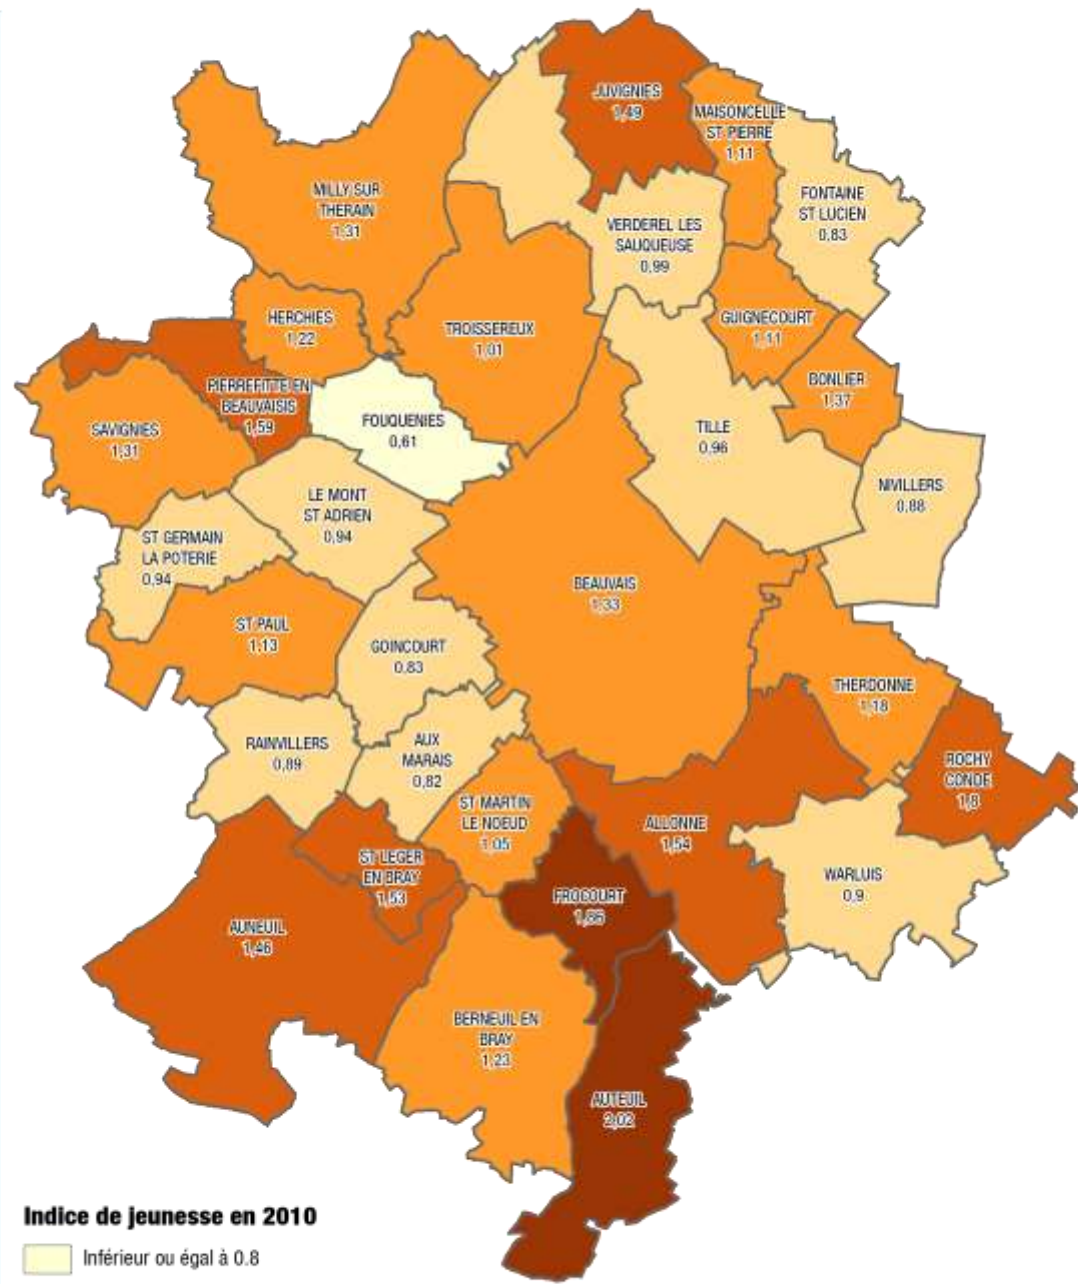 JUVIGNIES
1,49
MAISONCELLE
ST PIERRE
1,11
MILLY SUR
THERAIN
1,31
FONTAINE
ST LUCIEN
0,83
VERDEREL LES
SAUQUEUSE
0,99
HERCHIES
1,22
TROISSEREUX
1,01
GUIGNECOURT
1,11
PIERREFITTE EN
BEAUVAISIS
1,59
BONLIER
1,37
SAVIGNIES
1,31
FOUQUENIES
0,61
TILLE
0,96
LE MONT
ST ADRIEN
0,94
NIVILLERS
0,88
ST GERMAIN
LA POTERIE
0,94
BEAUVAIS
1,33
ST PAUL
1,13
GOINCOURT
0,83
THERDONNE
1,18
RAINVILLERS
0,89
AUX
MARAIS
0,82
ROCHY
CONDE
1,8
ST MARTIN
LE NOEUD
1,05
ALLONNE
1,54
ST LEGER
EN BRAY
1,53
WARLUIS
0,9
FROCOURT
1,86
AUNEUIL
1,46
BERNEUIL EN
BRAY
1,23
AUTEUIL
2,02
Indice de jeunesse en 2010
Inférieur ou égal à 0.8